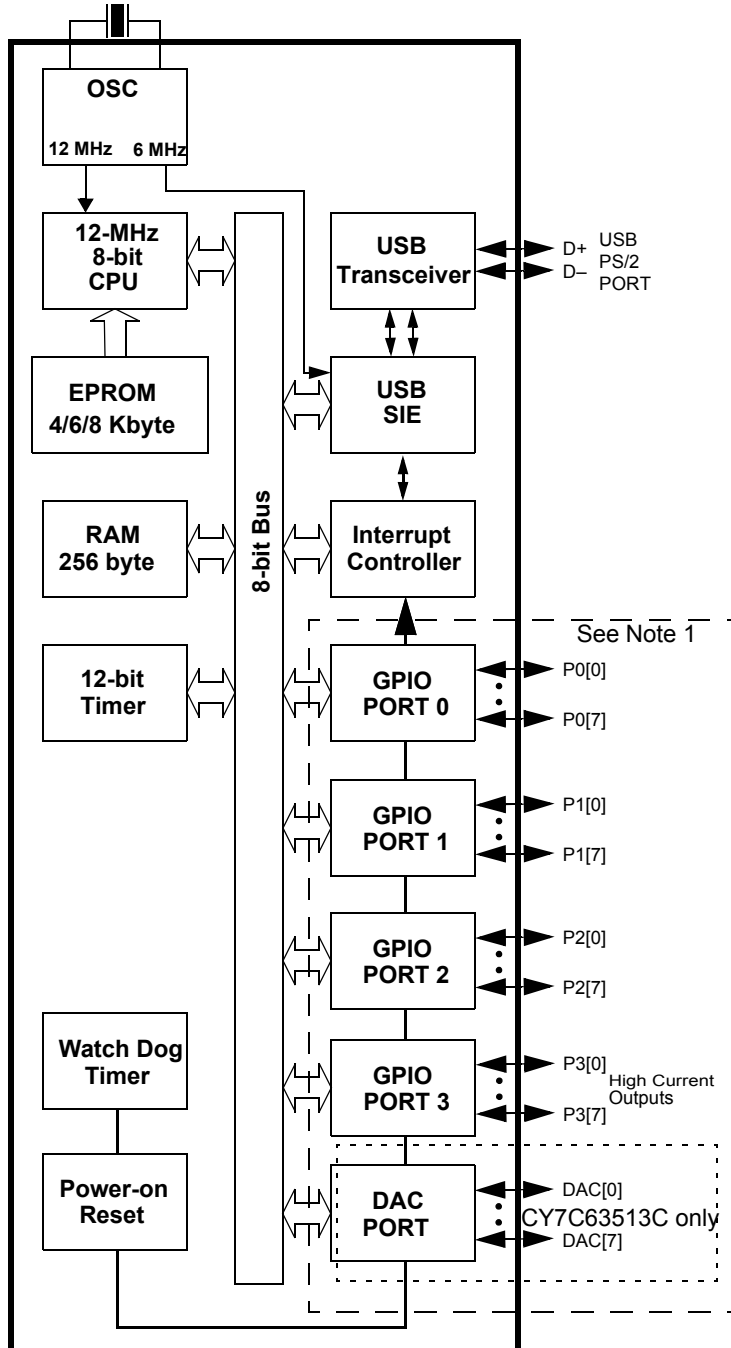 OSC
12 MHz 6 MHz
12-MHz
8-bit
CPU
EPROM
4/6/8 Kbyte
RAM
256 byte
12-bit
Timer
Watch Dog
Timer
Power-on
Reset
8-bit Bus
USB
Transceiver
D+
D–
USB
PS/2
PORT
USB
SIE
Interrupt
Controller
See Note 1
GPIO
PORT 0
P0[0]
P0[7]
GPIO
PORT 1
P1[0]
P1[7]
GPIO
PORT 2
P2[0]
P2[7]
GPIO
PORT 3
P3[0]
P3[7]
High Current
Outputs
DAC
PORT
DAC[0]
CY7C63513C only
DAC[7]